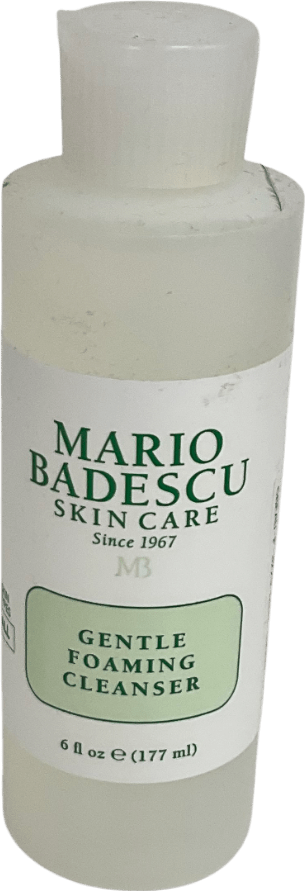 MARIO
BADESCU
SKIN CARE
Since 1967
MB
GENTLE
FOAMING
CLEANSER
6 fl oz ℮ (177 ml)